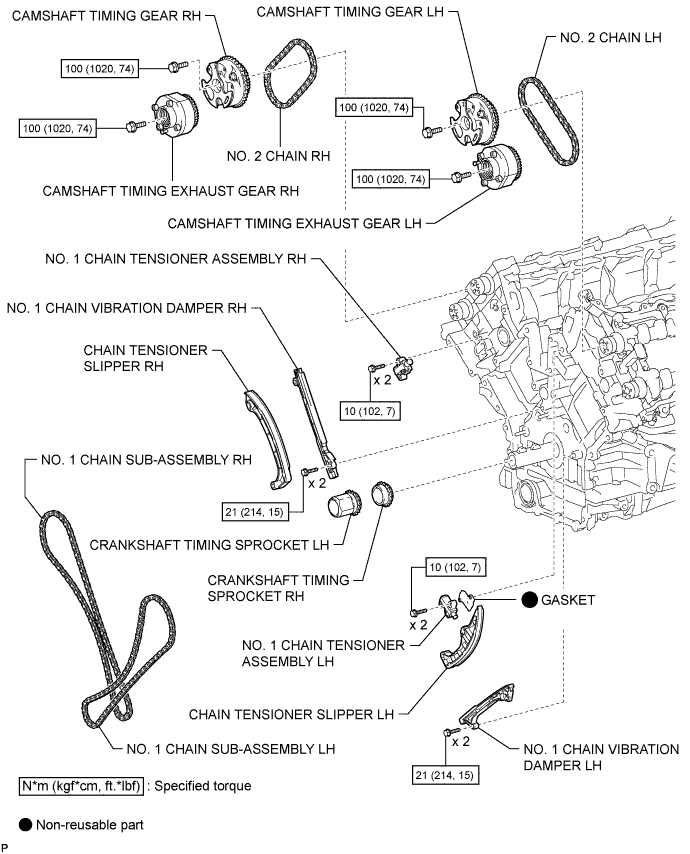 CAMSHAFT TIMING GEAR RH
CAMSHAFT TIMING GEAR LH
NO. 2 CHAIN LH
100 (1020, 74)
100 (1020, 74)
100 (1020, 74)
NO. 2 CHAIN RH
100 (1020, 74)
CAMSHAFT TIMING EXHAUST GEAR RH
CAMSHAFT TIMING EXHAUST GEAR LH
NO. 1 CHAIN TENSIONER ASSEMBLY RH
NO. 1 CHAIN VIBRATION DAMPER RH
CHAIN TENSIONER
SLIPPER RH
x 2
10 (102, 7)
NO. 1 CHAIN SUB-ASSEMBLY RH
x 2
21 (214, 15)
CRANKSHAFT TIMING SPROCKET LH
CRANKSHAFT TIMING
SPROCKET RH
10 (102, 7)
GASKET
x 2
NO. 1 CHAIN TENSIONER
ASSEMBLY LH
CHAIN TENSIONER SLIPPER LH
x 2
NO. 1 CHAIN SUB-ASSEMBLY LH
NO. 1 CHAIN VIBRATION
DAMPER LH
21 (214, 15)
N*m (kgf*cm, ft.*lbf) : Specified torque
Non-reusable part
P